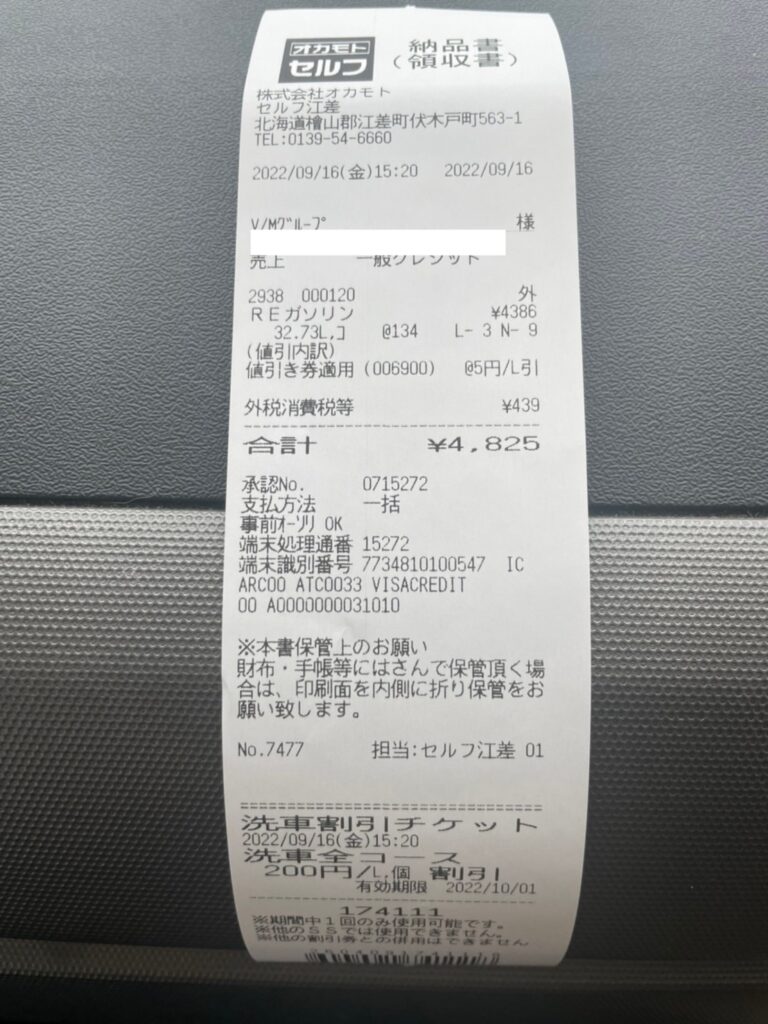 オカモト
セルフ
納品書
(領収書)
株式会社オカモト
セルフ江差
北海道檜山郡江差町伏木戸町563-1
TEL:0139-54-6660
2022/09/16(金)15:20 2022/09/16
V/Mグループ 様
売上 一般クレジット
2938 000120 外
REガソリン ¥4386
32.73L,コ @134 L- 3 N- 9
(値引内訳)
値引き券適用(006900) @5円/L引
外税消費税等 ¥439
合計 ¥4,825
承認No. 0715272
支払方法 一括
事前オーソリ OK
端末処理通番 15272
端末識別番号 7734810100547 IC
ARC00 ATC0033 VISACREDIT
00 A0000000031010
※本書保管上のお願い
財布・手帳等にはさんで保管頂く場
合は、印刷面を内側に折り保管をお
願い致します。
No.7477 担当:セルフ江差 01
洗車割引チケット
2022/09/16(金)15:20
洗車全コース
200円/L,個 割引
有効期限 2022/10/01
174111
※期間中1回のみ使用可能です。
※他のSSでは使用できません。
※他の割引券との併用はできません